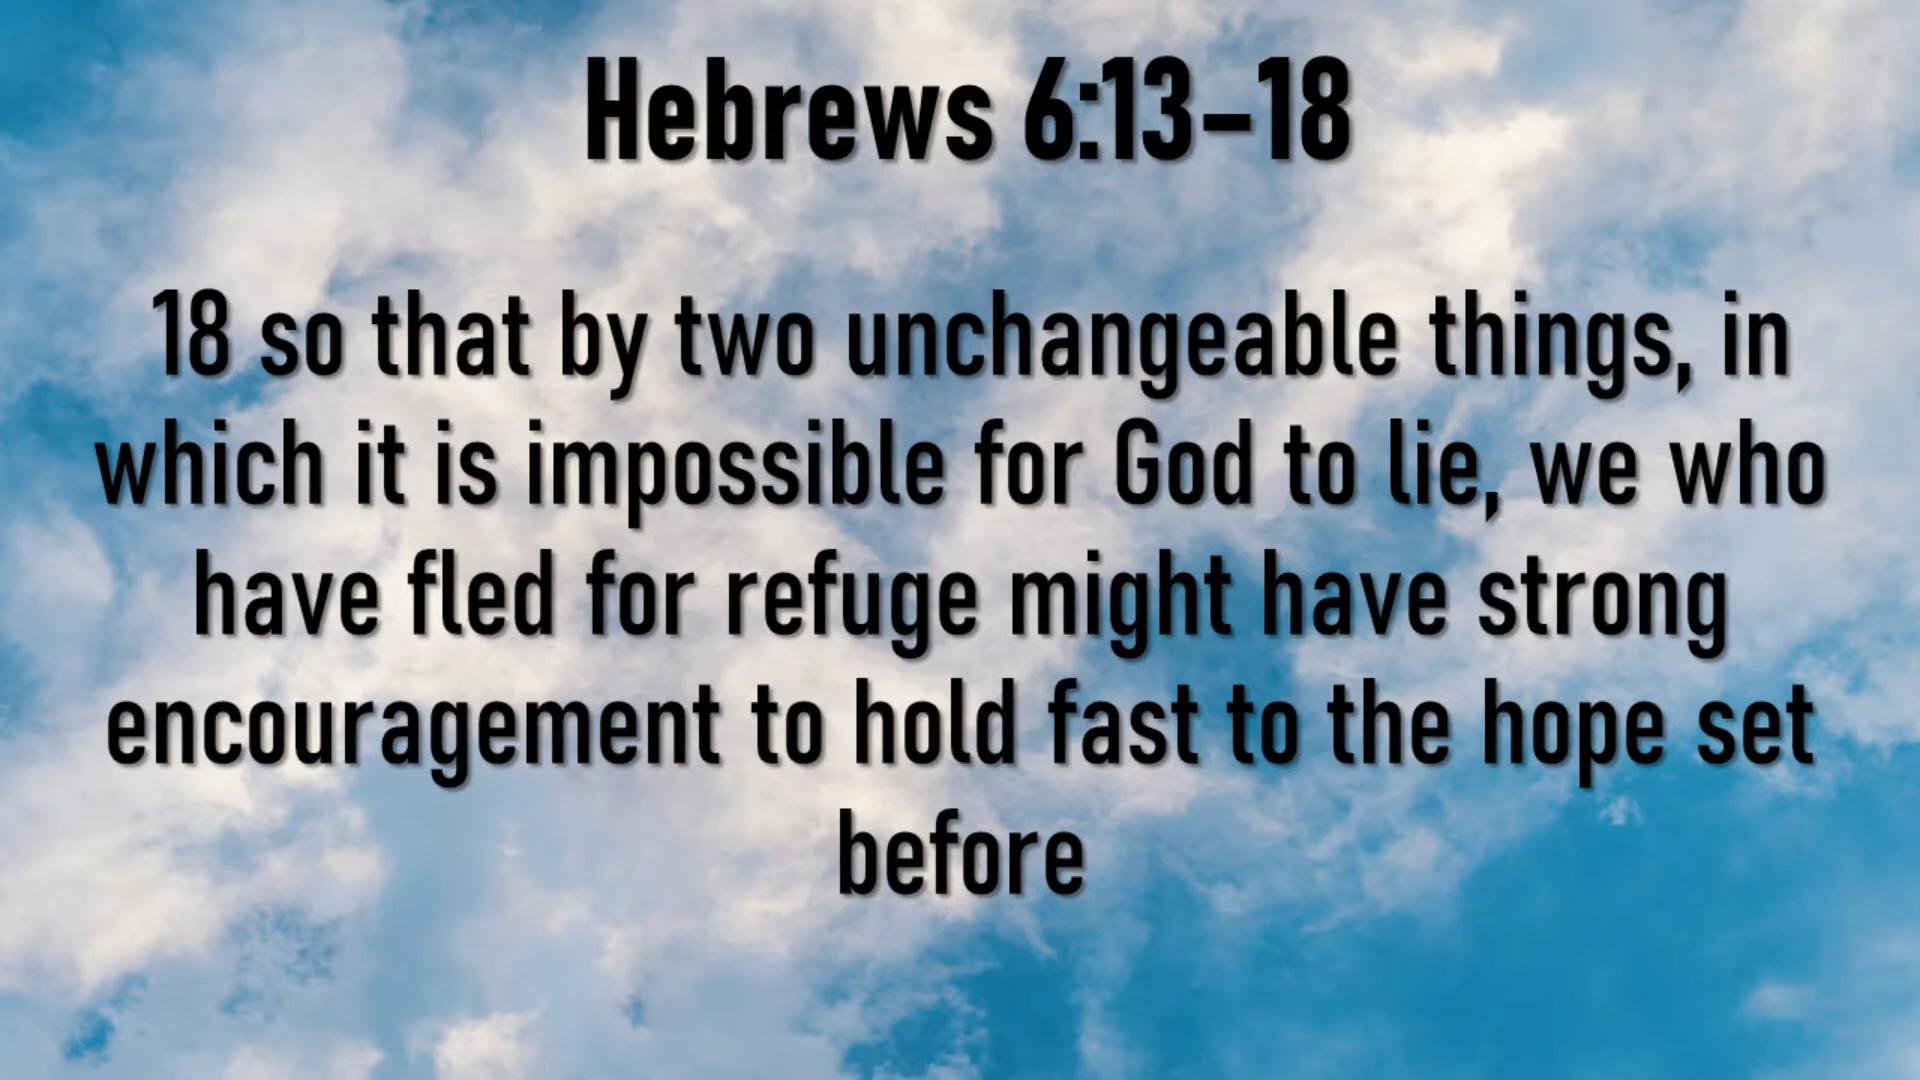 Hebrews 6:13–18
18 so that by two unchangeable things, in
which it is impossible for God to lie, we who
have fled for refuge might have strong
encouragement to hold fast to the hope set
before